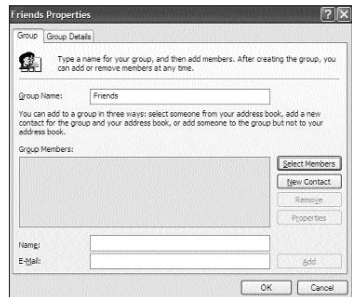 Friends Properties
Group
Group Details
Type a name for your group, and then add members. After creating the group, you
can add or remove members at any time.
Group Name:
Friends
You can add to a group in three ways: select someone from your address book, add a new
contact for the group and your address book, or add someone to the group but not to your
address book.
Group Members:
Select Members
New Contact
Remove
Properties
Name:
E-Mail:
Add
OK
Cancel